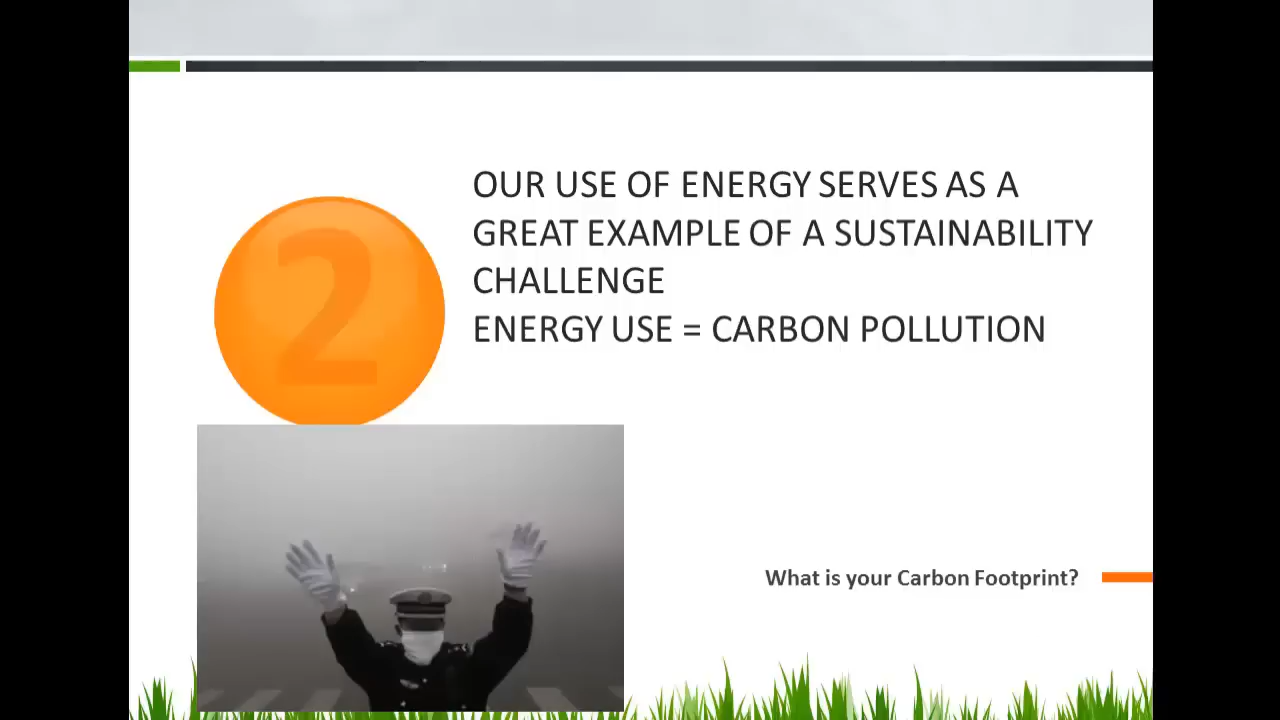 2
OUR USE OF ENERGY SERVES AS A
GREAT EXAMPLE OF A SUSTAINABILITY
CHALLENGE
ENERGY USE = CARBON POLLUTION
What is your Carbon Footprint?